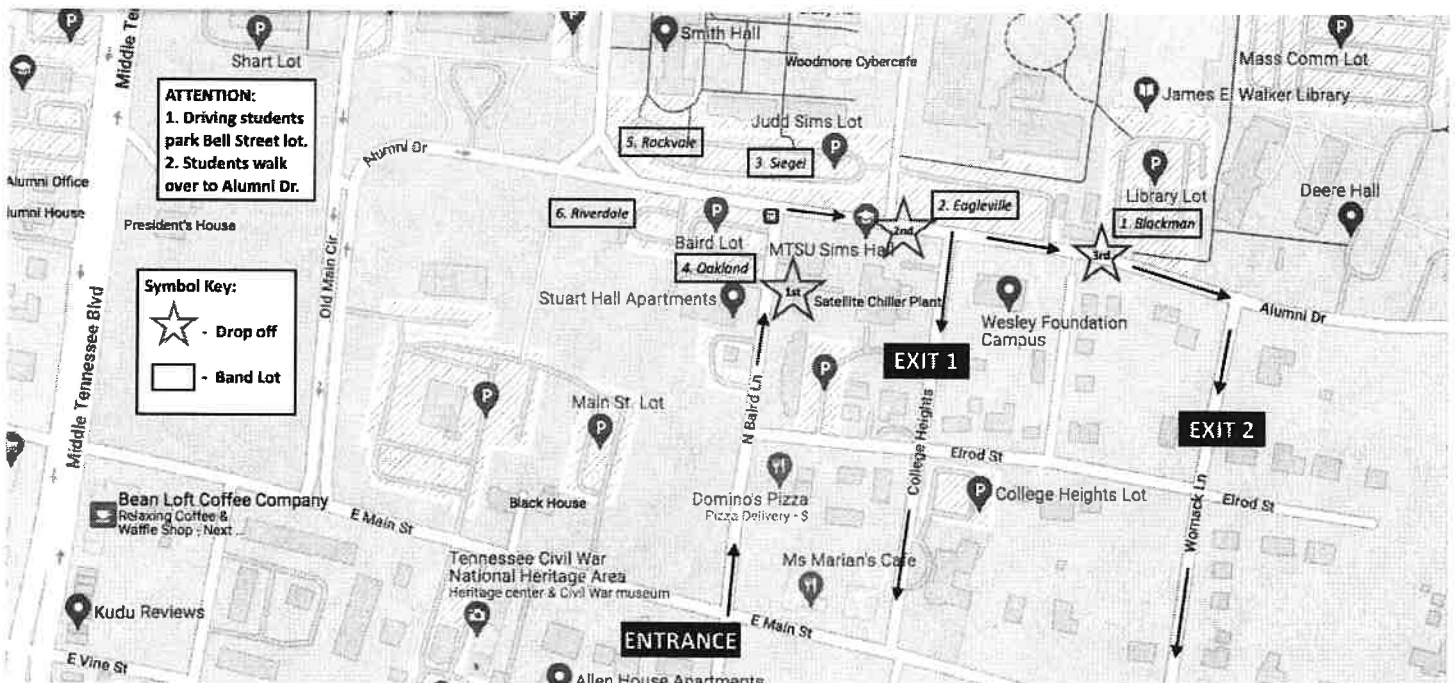 P
P
P
P
Middle Ten
Shart Lot
Smith Hall
Woodmore Cybercafe
Mass Comm Lot
James E. Walker Library
ATTENTION:
1. Driving students
park Bell Street lot.
2. Students walk
over to Alumni Dr.
Alumni Dr
5. Rockvale
Judd Sims Lot
P
3. Siegel
P
Library Lot
Deere Hall
Alumni Office
lumni House
President's House
6. Riverdale
P
Baird Lot
2nd
2. Eagleville
1. Blackman
MTSU Sims Hall
3rd
4. Oakland
Symbol Key:
- Drop off
- Band Lot
Old Main Cir
Middle Tennessee Blvd
Stuart Hall Apartments
1st
Satellite Chiller Plant
Wesley Foundation
Campus
Alumni Dr
EXIT 1
P
P
Main St. Lot
P
N Baird Ln
College Heights
EXIT 2
Elrod St
Elrod St
Womack Ln
Bean Loft Coffee Company
Relaxing Coffee &
Waffle Shop - Next ...
E Main St
Black House
Domino's Pizza
Pizza Delivery - $
P
College Heights Lot
Tennessee Civil War
National Heritage Area
Heritage center & Civil War museum
Ms Marian's Cafe
Kudu Reviews
ENTRANCE
E Main St
E Vine St
Allen House Apartments